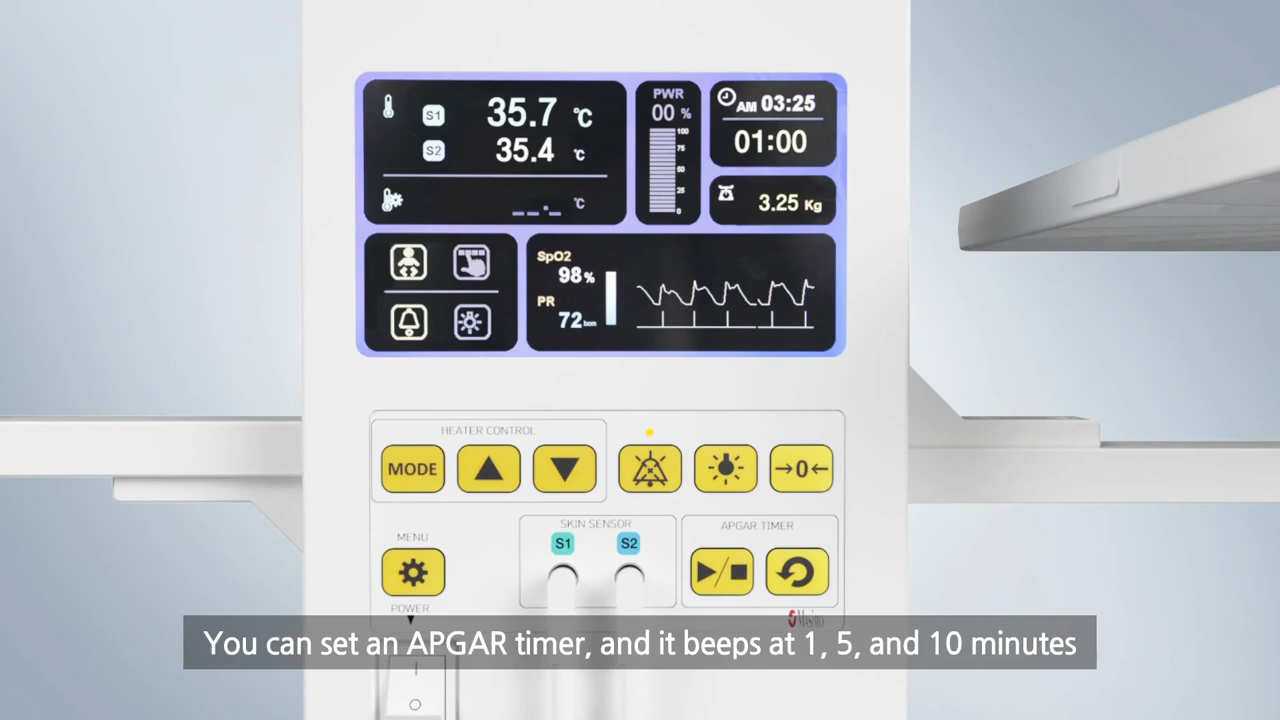 S1 35.7 ℃
S2 35.4 ℃
__._ ℃
PWR
00 %
100
75
50
25
0
AM 03:25
01:00
3.25 Kg
SpO2
98%
PR
72
HEATER CONTROL
MODE
→0←
MENU
SKIN SENSOR
S1 S2
APGAR TIMER
POWER
Masimo
You can set an APGAR timer, and it beeps at 1, 5, and 10 minutes